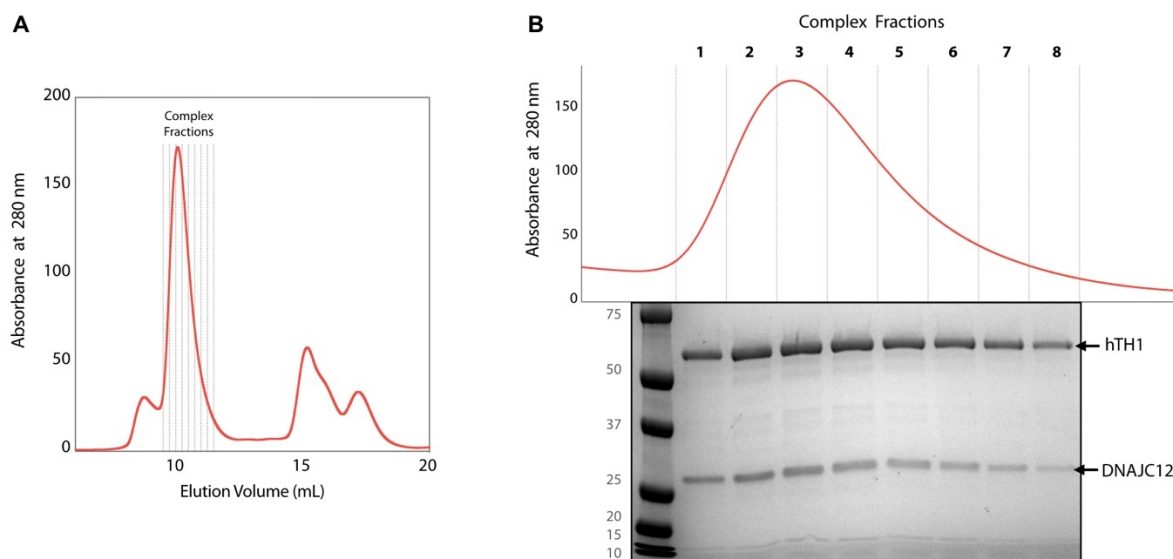 A
Absorbance at 280 nm
200
150
100
50
0
Complex
Fractions
10
15
20
Elution Volume (mL)
B
Complex Fractions
1 2 3 4 5 6 7 8
Absorbance at 280 nm
150
100
50
0
75
50
37
25
20
15
10
hTH1
DNAJC12